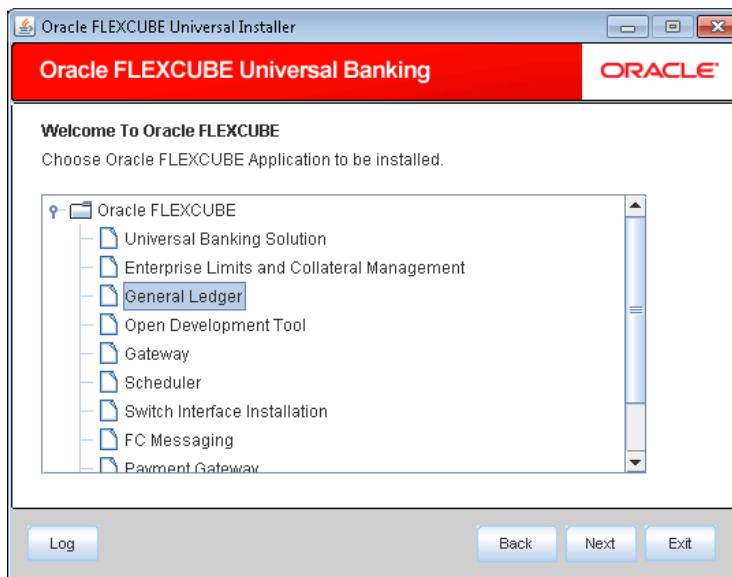 Oracle FLEXCUBE Universal Installer
Oracle FLEXCUBE Universal Banking
ORACLE
Welcome To Oracle FLEXCUBE
Choose Oracle FLEXCUBE Application to be installed.
Oracle FLEXCUBE
Universal Banking Solution
Enterprise Limits and Collateral Management
General Ledger
Open Development Tool
Gateway
Scheduler
Switch Interface Installation
FC Messaging
Payment Gateway
Log
Back
Next
Exit